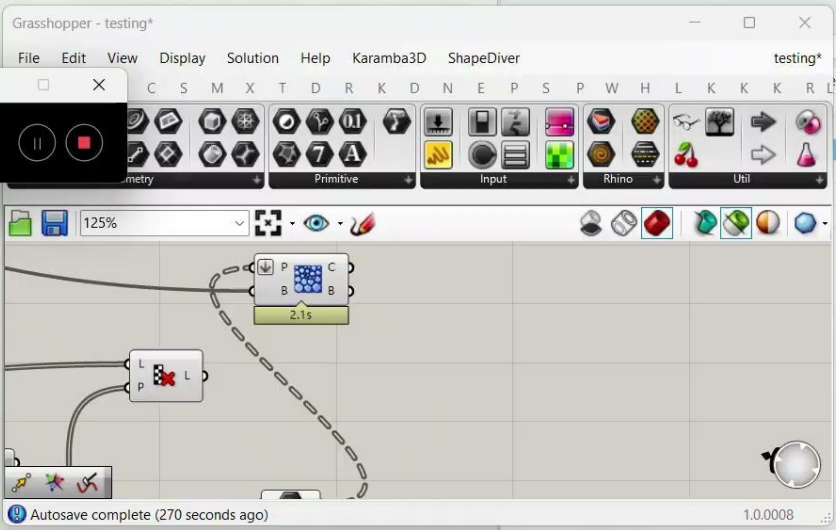 Grasshopper - testing*
File Edit View Display Solution Help Karamba3D ShapeDiver testing*
C S M X T D R K D N E P S P W H L K K K R L
0.1
7 A
metry Primitive Input Rhino Util
125%
P C
B B
2.1s
L
P L
Autosave complete (270 seconds ago) 1.0.0008